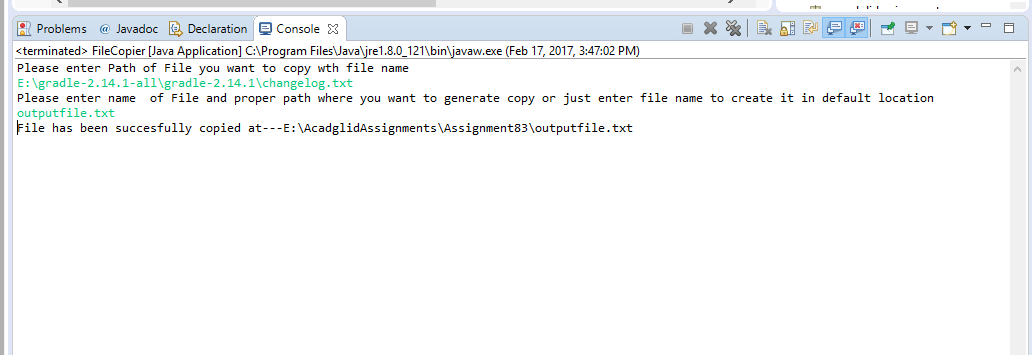 Problems @ Javadoc Declaration Console
<terminated> FileCopier [Java Application] C:\Program Files\Java\jre1.8.0_121\bin\javaw.exe (Feb 17, 2017, 3:47:02 PM)
Please enter Path of File you want to copy wth file name
E:\gradle-2.14.1-all\gradle-2.14.1\changelog.txt
Please enter name  of File and proper path where you want to generate copy or just enter file name to create it in default location
outputfile.txt
File has been succesfully copied at---E:\AcadglidAssignments\Assignment83\outputfile.txt